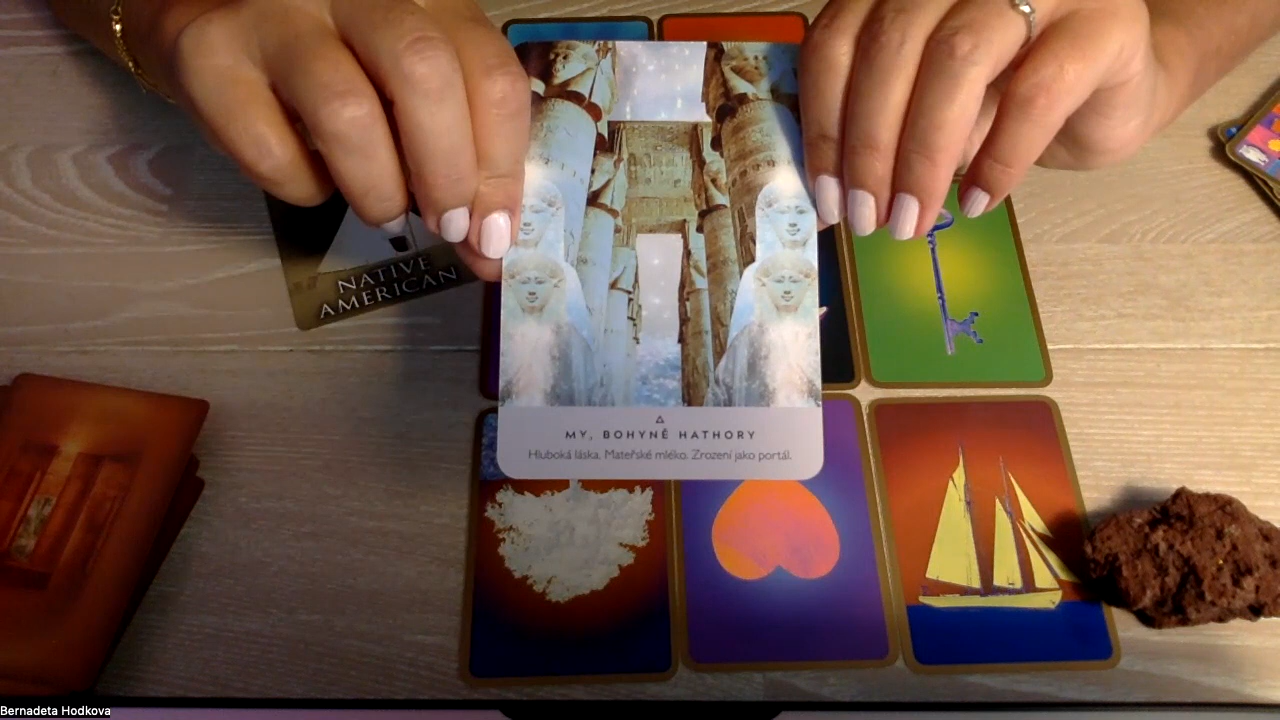 NATIVE
AMERICAN
MY, BOHYNĚ HATHORY
Hluboká láska. Mateřské mléko. Zrození jako portál.
Bernadeta Hodkova